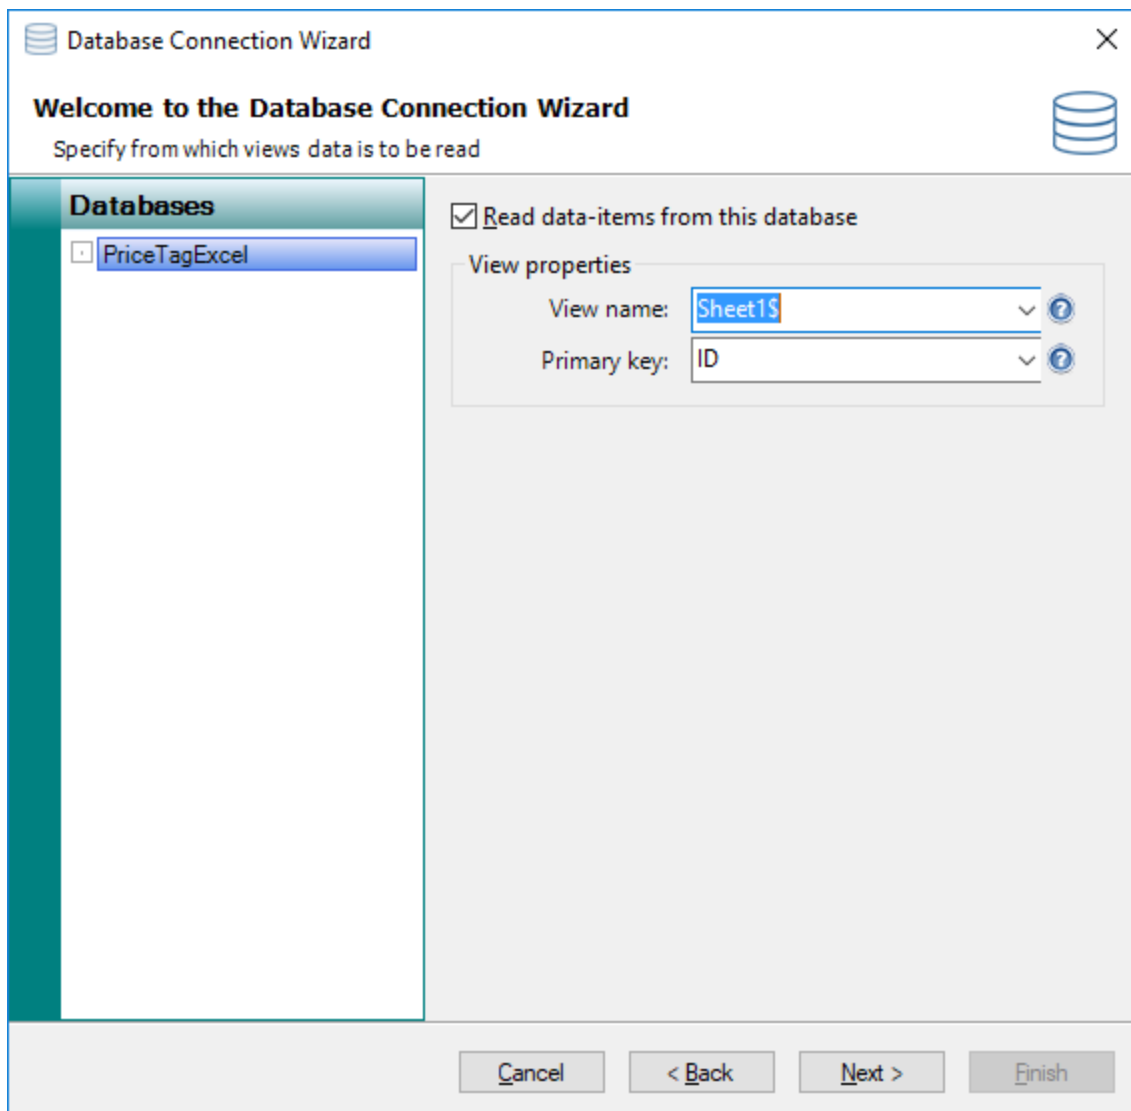 Database Connection Wizard
Welcome to the Database Connection Wizard
Specify from which views data is to be read
Databases
PriceTagExcel
Read data-items from this database
View properties
View name: Sheet1$
Primary key: ID
Cancel
< Back
Next >
Finish